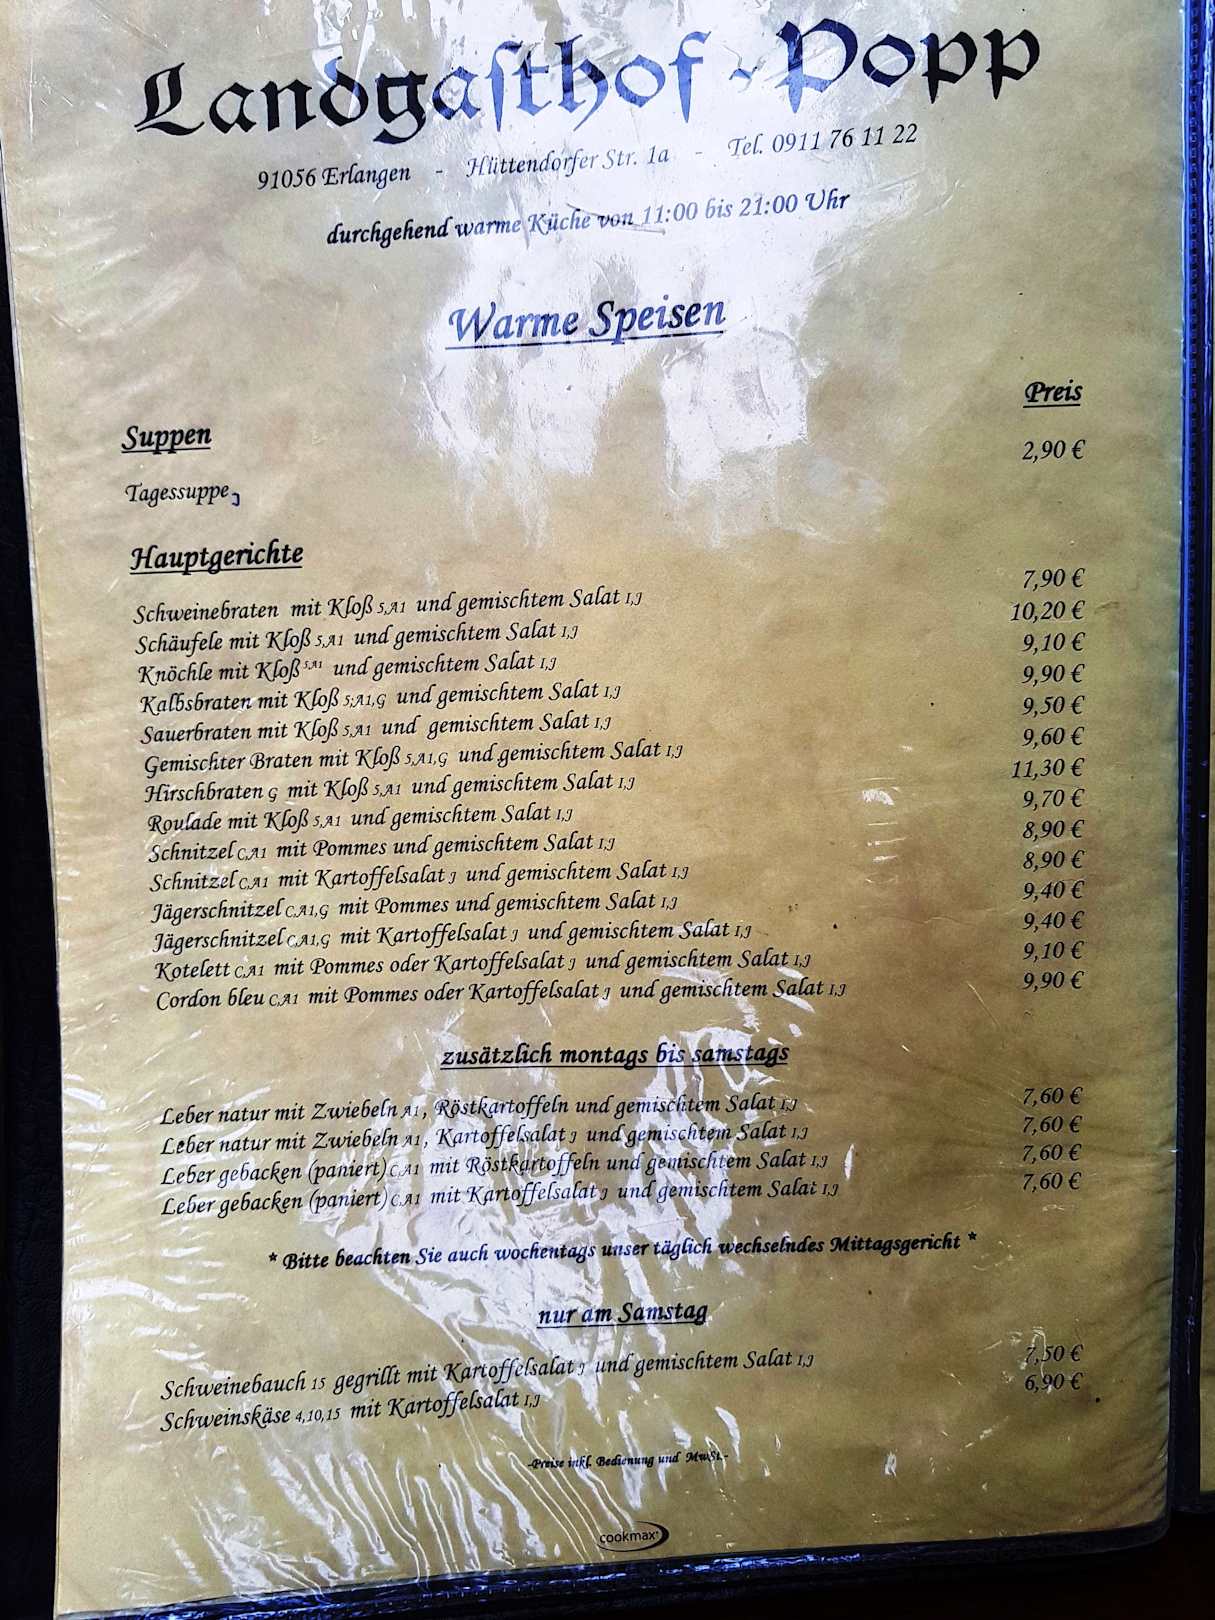 Landgasthof - Popp
91056 Erlangen - Hüttendorfer Str. 1a - Tel. 0911 76 11 22
durchgehend warme Küche von 11:00 bis 21:00 Uhr
Warme Speisen
Preis
Suppen
Tagessuppe J 2,90 €
Hauptgerichte
Schweinebraten mit Kloß 5,A1 und gemischtem Salat I,J 7,90 €
Schäufele mit Kloß 5,A1 und gemischtem Salat I,J 10,20 €
Knöchle mit Kloß 5,A1 und gemischtem Salat I,J 9,10 €
Kalbsbraten mit Kloß 5;A1,G und gemischtem Salat I,J 9,90 €
Sauerbraten mit Kloß 5,A1 und gemischtem Salat I,J 9,50 €
Gemischter Braten mit Kloß 5,A1,G und gemischtem Salat I,J 9,60 €
Hirschbraten G mit Kloß 5,A1 und gemischtem Salat I,J 11,30 €
Roulade mit Kloß 5,A1 und gemischtem Salat I,J 9,70 €
Schnitzel C,A1 mit Pommes und gemischtem Salat I,J 8,90 €
Schnitzel C,A1 mit Kartoffelsalat J und gemischtem Salat I,J 8,90 €
Jägerschnitzel C,A1,G mit Pommes und gemischtem Salat I,J 9,40 €
Jägerschnitzel C,A1,G mit Kartoffelsalat J und gemischtem Salat I,J 9,40 €
Kotelett C,A1 mit Pommes oder Kartoffelsalat J und gemischtem Salat I,J 9,10 €
Cordon bleu C,A1 mit Pommes oder Kartoffelsalat J und gemischtem Salat I,J 9,90 €
zusätzlich montags bis samstags
Leber natur mit Zwiebeln A1, Röstkartoffeln und gemischtem Salat I,J 7,60 €
Leber natur mit Zwiebeln A1, Kartoffelsalat J und gemischtem Salat I,J 7,60 €
Leber gebacken (paniert) C,A1 mit Röstkartoffeln und gemischtem Salat I,J 7,60 €
Leber gebacken (paniert) C,A1 mit Kartoffelsalat J und gemischtem Salat I,J 7,60 €
* Bitte beachten Sie auch wochentags unser täglich wechselndes Mittagsgericht *
nur am Samstag
Schweinebauch 15 gegrillt mit Kartoffelsalat J und gemischtem Salat I,J 7,50 €
Schweinskäse 4,10,15 mit Kartoffelsalat I,J 6,90 €
-Preise inkl. Bedienung und MwSt.-
cookmax